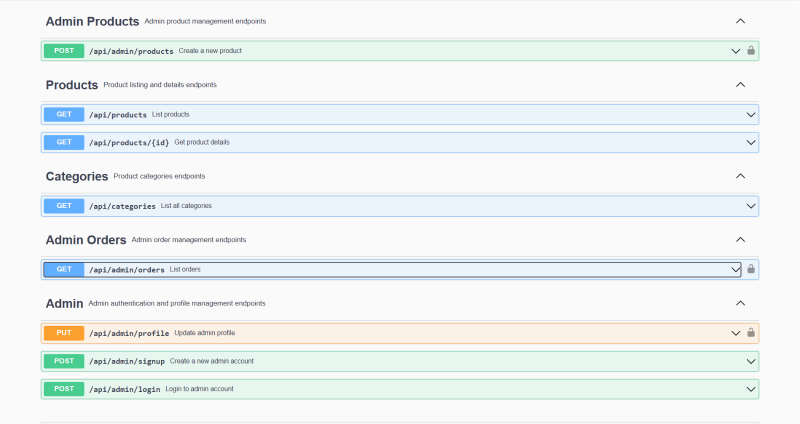 Admin Products Admin product management endpoints
POST /api/admin/products Create a new product
Products Product listing and details endpoints
GET /api/products List products
GET /api/products/{id} Get product details
Categories Product categories endpoints
GET /api/categories List all categories
Admin Orders Admin order management endpoints
GET /api/admin/orders List orders
Admin Admin authentication and profile management endpoints
PUT /api/admin/profile Update admin profile
POST /api/admin/signup Create a new admin account
POST /api/admin/login Login to admin account